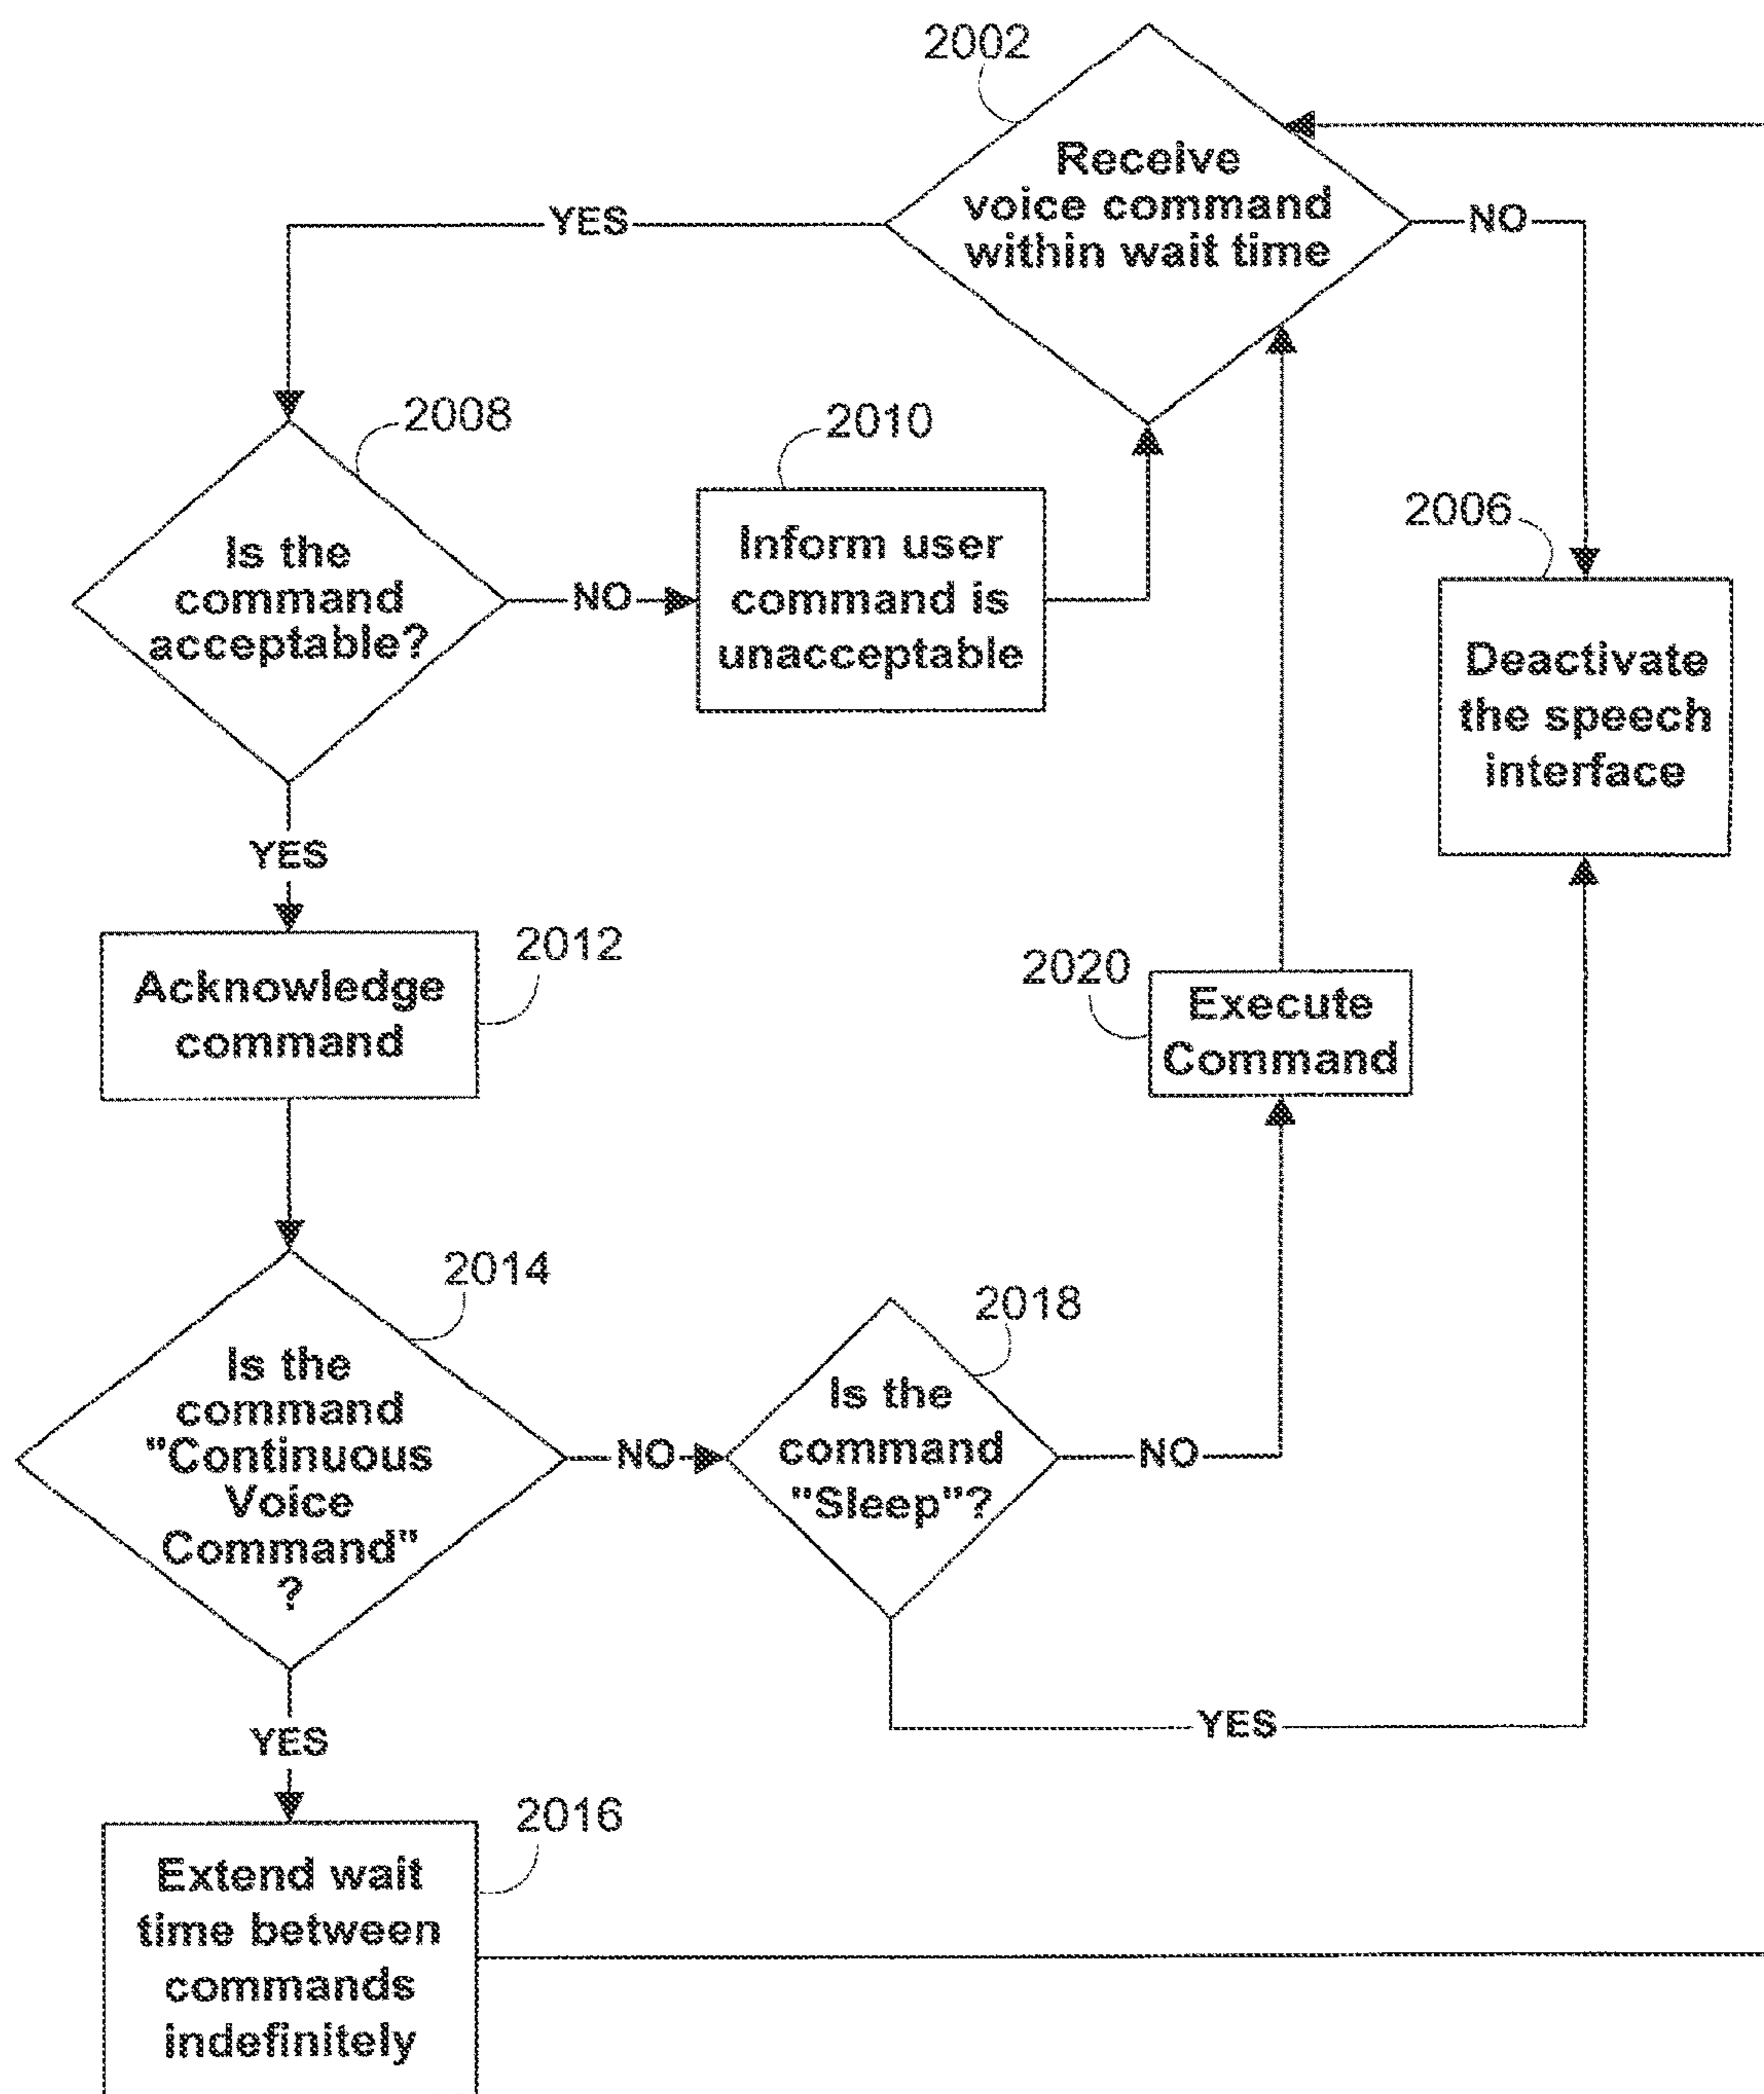 2002
Receive
voice command
within wait time
YES
NO
2008
Is the
command
acceptable?
NO
2010
Inform user
command is
unacceptable
2006
Deactivate
the speech
interface
YES
2012
Acknowledge
command
2020
Execute
Command
2014
Is the
command
"Continuous
Voice
Command"
?
NO
2018
Is the
command
"Sleep"?
NO
YES
YES
2016
Extend wait
time between
commands
indefinitely